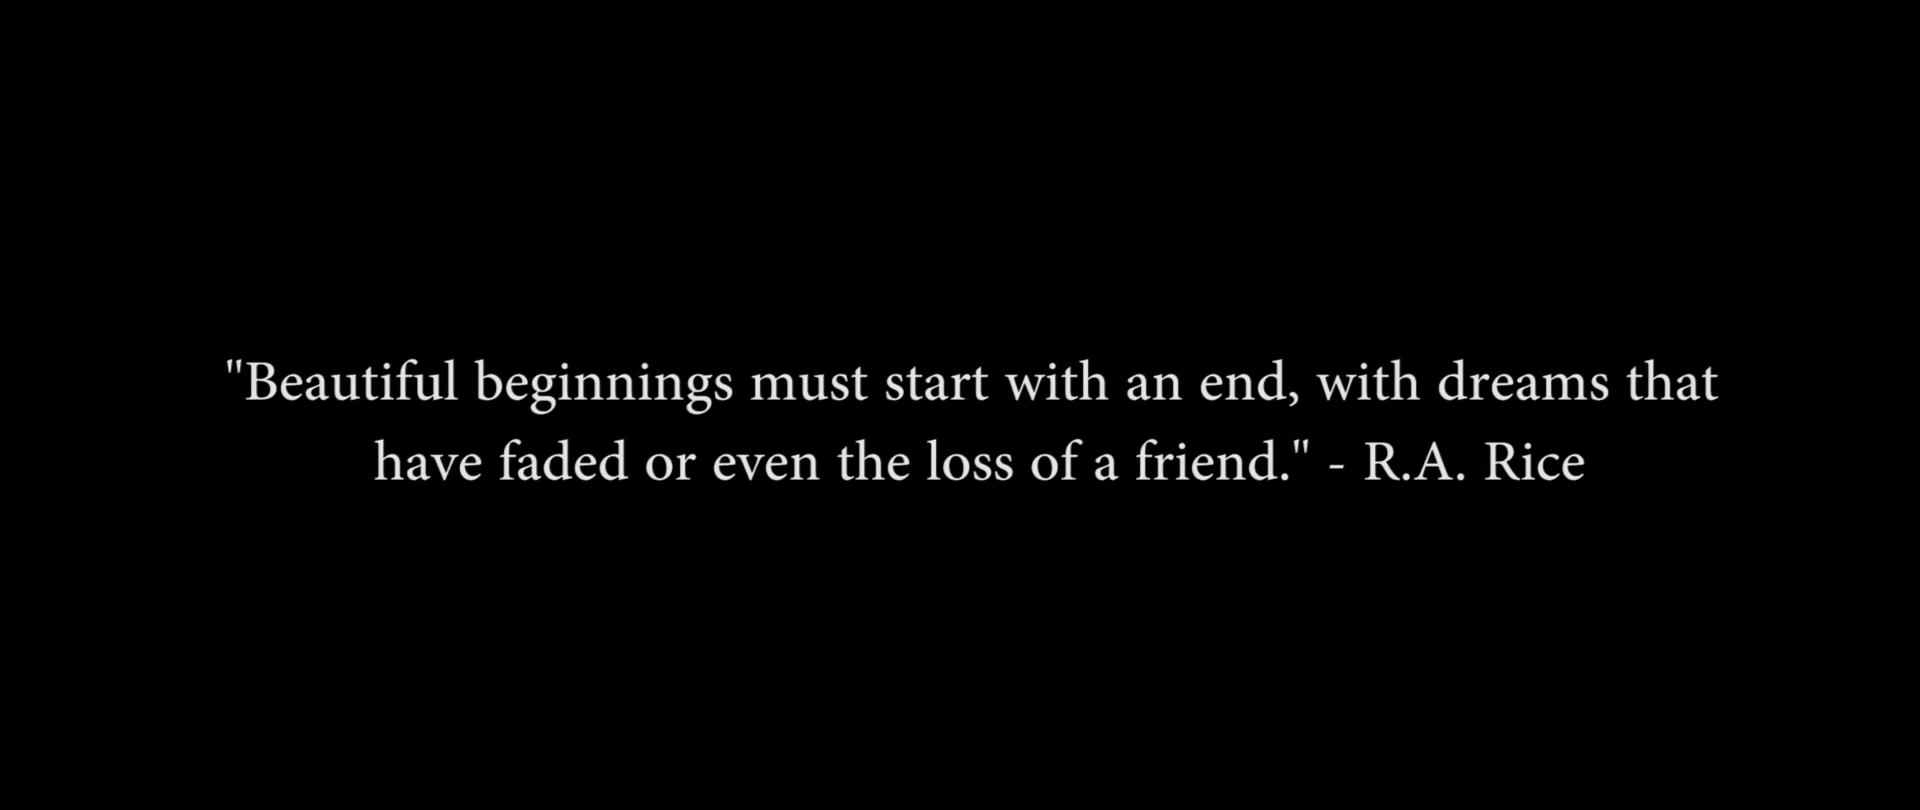 "Beautiful beginnings must start with an end, with dreams that
have faded or even the loss of a friend." - R.A. Rice